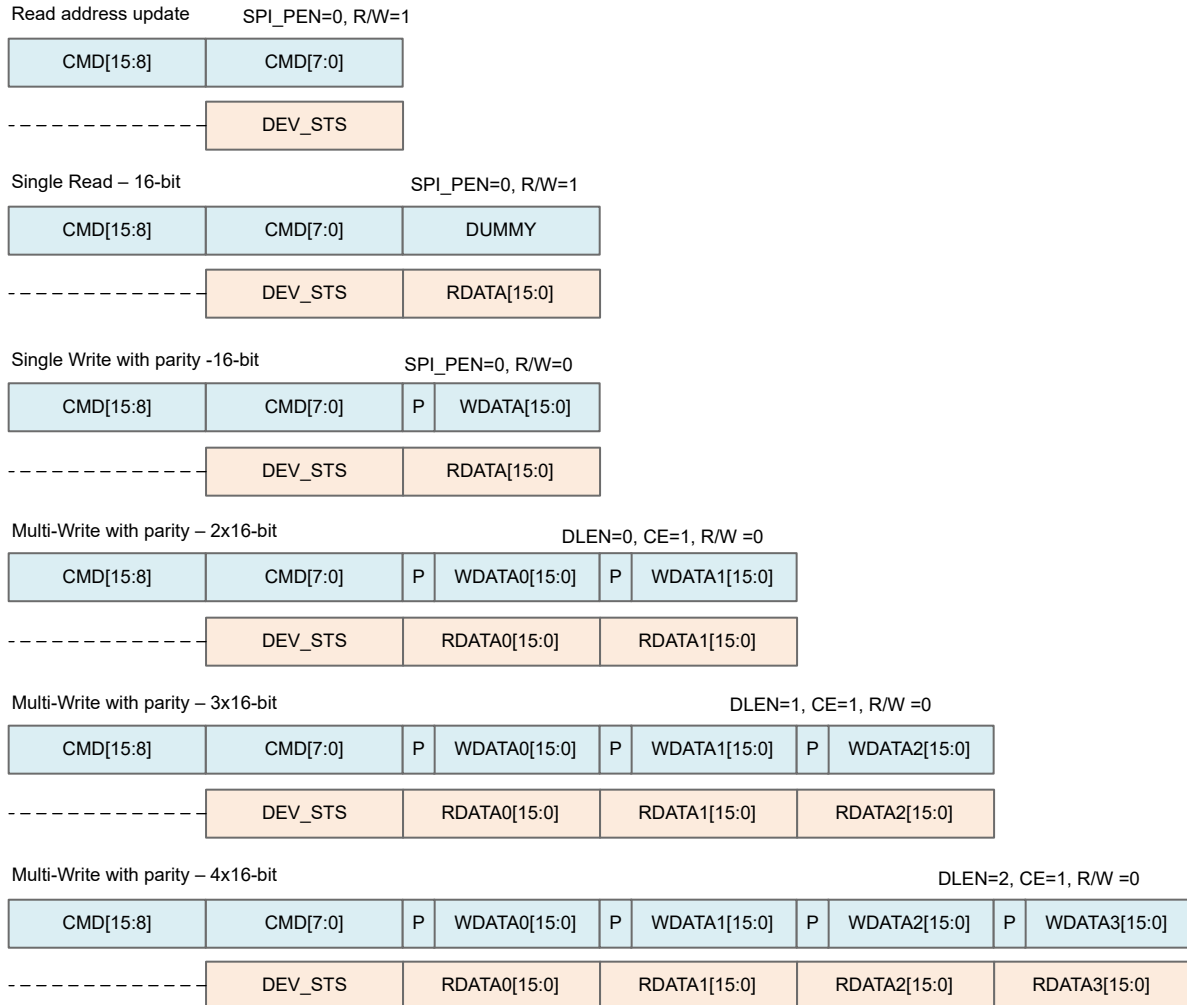 Read address update SPI_PEN=0, R/W=1
CMD[15:8] CMD[7:0]
DEV_STS
Single Read – 16-bit SPI_PEN=0, R/W=1
CMD[15:8] CMD[7:0] DUMMY
DEV_STS RDATA[15:0]
Single Write with parity -16-bit SPI_PEN=0, R/W=0
CMD[15:8] CMD[7:0] P WDATA[15:0]
DEV_STS RDATA[15:0]
Multi-Write with parity – 2x16-bit DLEN=0, CE=1, R/W =0
CMD[15:8] CMD[7:0] P WDATA0[15:0] P WDATA1[15:0]
DEV_STS RDATA0[15:0] RDATA1[15:0]
Multi-Write with parity – 3x16-bit DLEN=1, CE=1, R/W =0
CMD[15:8] CMD[7:0] P WDATA0[15:0] P WDATA1[15:0] P WDATA2[15:0]
DEV_STS RDATA0[15:0] RDATA1[15:0] RDATA2[15:0]
Multi-Write with parity – 4x16-bit DLEN=2, CE=1, R/W =0
CMD[15:8] CMD[7:0] P WDATA0[15:0] P WDATA1[15:0] P WDATA2[15:0] P WDATA3[15:0]
DEV_STS RDATA0[15:0] RDATA1[15:0] RDATA2[15:0] RDATA3[15:0]